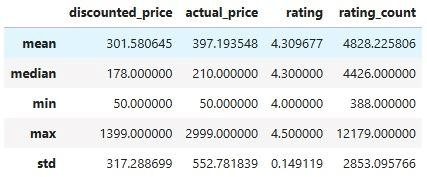 discounted_price actual_price rating rating_count
mean 301.580645 397.193548 4.309677 4828.225806
median 178.000000 210.000000 4.300000 4426.000000
min 50.000000 50.000000 4.000000 388.000000
max 1399.000000 2999.000000 4.500000 12179.000000
std 317.288699 552.781839 0.149119 2853.095766